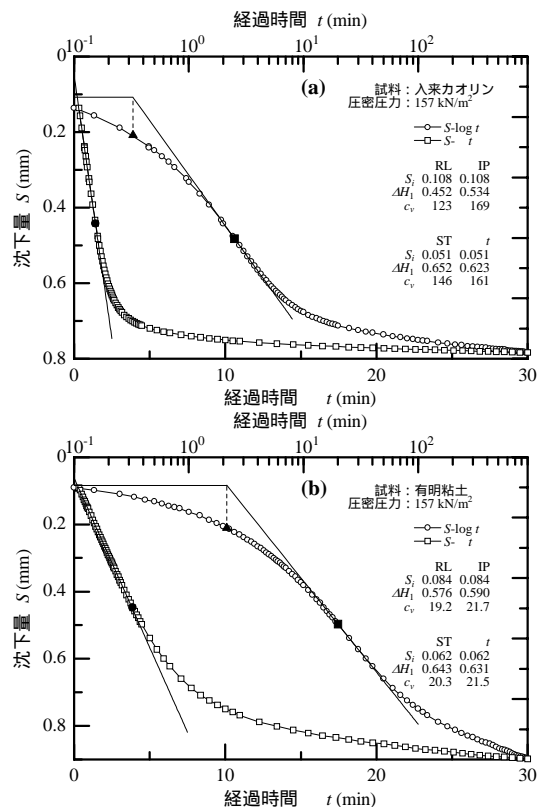 経過時間 t (min)
10⁻¹ 10⁰ 10¹ 10²
0
0.2
0.4
0.6
0.8
沈下量 S (mm)
(a)
試料：入来カオリン
圧密圧力：157 kN/m²
S-log t
S- t
RL IP
Sᵢ 0.108 0.108
ΔH₁ 0.452 0.534
cᵥ 123 169
ST t
Sᵢ 0.051 0.051
ΔH₁ 0.652 0.623
cᵥ 146 161
0 10 20 30
経過時間 t (min)
経過時間 t (min)
10⁻¹ 10⁰ 10¹ 10²
0
0.2
0.4
0.6
0.8
沈下量 S (mm)
(b)
試料：有明粘土
圧密圧力：157 kN/m²
S-log t
S- t
RL IP
Sᵢ 0.084 0.084
ΔH₁ 0.576 0.590
cᵥ 19.2 21.7
ST t
Sᵢ 0.062 0.062
ΔH₁ 0.643 0.631
cᵥ 20.3 21.5
0 10 20 30
経過時間 t (min)